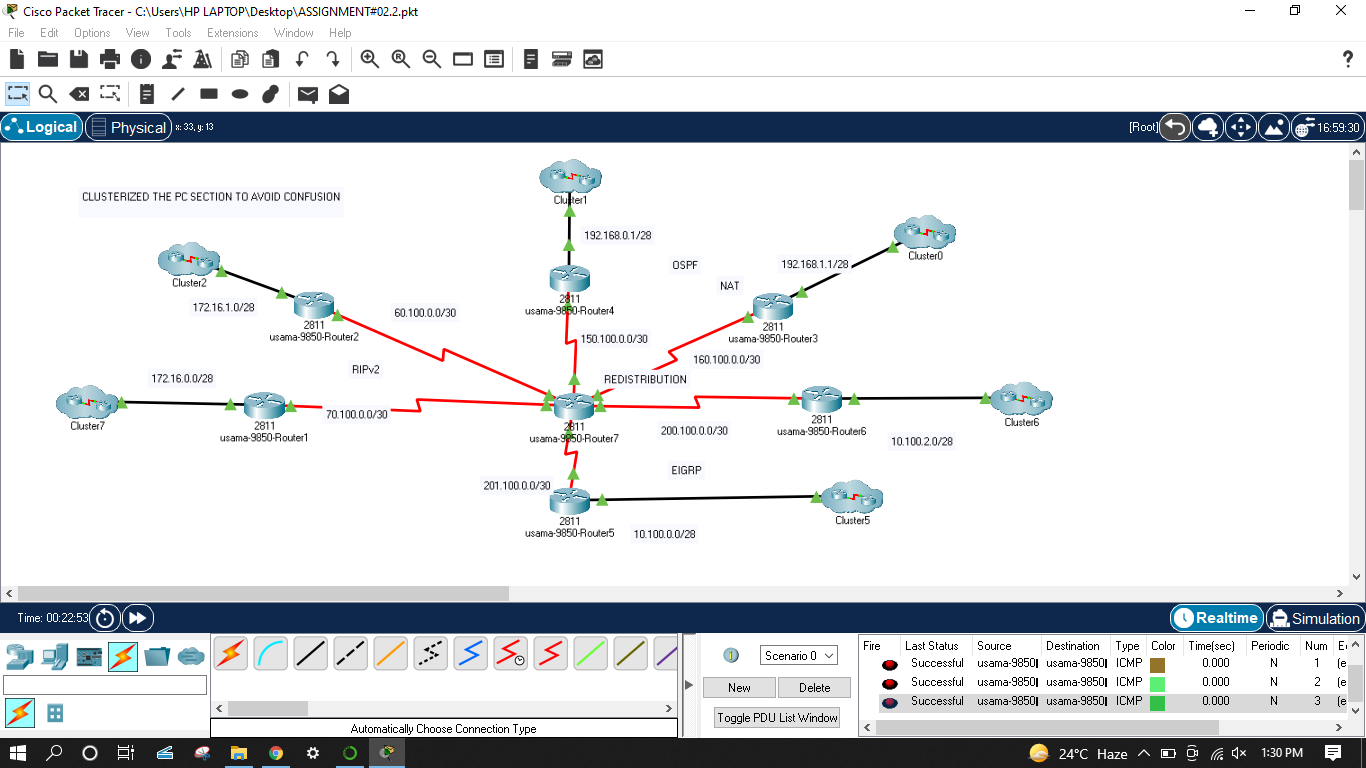 Cisco Packet Tracer - C:\Users\HP LAPTOP\Desktop\ASSIGNMENT#02.2.pkt
File Edit Options View Tools Extensions Window Help
Logical Physical x: 33, y: 13 [Root] 16:59:30
CLUSTERIZED THE PC SECTION TO AVOID CONFUSION
Cluster1
192.168.0.1/28
Cluster0
192.168.1.1/28
OSPF
NAT
Cluster2
172.16.1.0/28
2811
usama-9850-Router2
60.100.0.0/30
2811
usama-9850-Router4
150.100.0.0/30
2811
usama-9850-Router3
160.100.0.0/30
RIPv2
REDISTRIBUTION
172.16.0.0/28
Cluster7
2811
usama-9850-Router1
70.100.0.0/30
2811
usama-9850-Router7
200.100.0.0/30
2811
usama-9850-Router6
10.100.2.0/28
Cluster6
EIGRP
201.100.0.0/30
2811
usama-9850-Router5
10.100.0.0/28
Cluster5
Time: 00:22:53 Realtime Simulation
Automatically Choose Connection Type
Scenario 0
New Delete
Toggle PDU List Window
Fire Last Status Source Destination Type Color Time(sec) Periodic Num
Successful usama-9850 usama-9850 ICMP 0.000 N 1 (e
Successful usama-9850 usama-9850 ICMP 0.000 N 2 (e
Successful usama-9850 usama-9850 ICMP 0.000 N 3 (e
24°C Haze 1:30 PM